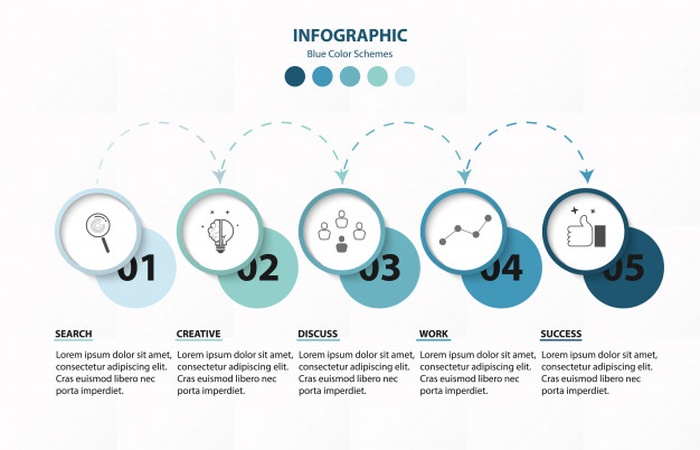 INFOGRAPHIC
Blue Color Schemes
01
02
03
04
05
SEARCH
Lorem ipsum dolor sit amet,
consectetur adipiscing elit.
Cras euismod libero nec
porta imperdiet.
CREATIVE
Lorem ipsum dolor sit amet,
consectetur adipiscing elit.
Cras euismod libero nec
porta imperdiet.
DISCUSS
Lorem ipsum dolor sit amet,
consectetur adipiscing elit.
Cras euismod libero nec
porta imperdiet.
WORK
Lorem ipsum dolor sit amet,
consectetur adipiscing elit.
Cras euismod libero nec
porta imperdiet.
SUCCESS
Lorem ipsum dolor sit amet,
consectetur adipiscing elit.
Cras euismod libero nec
porta imperdiet.